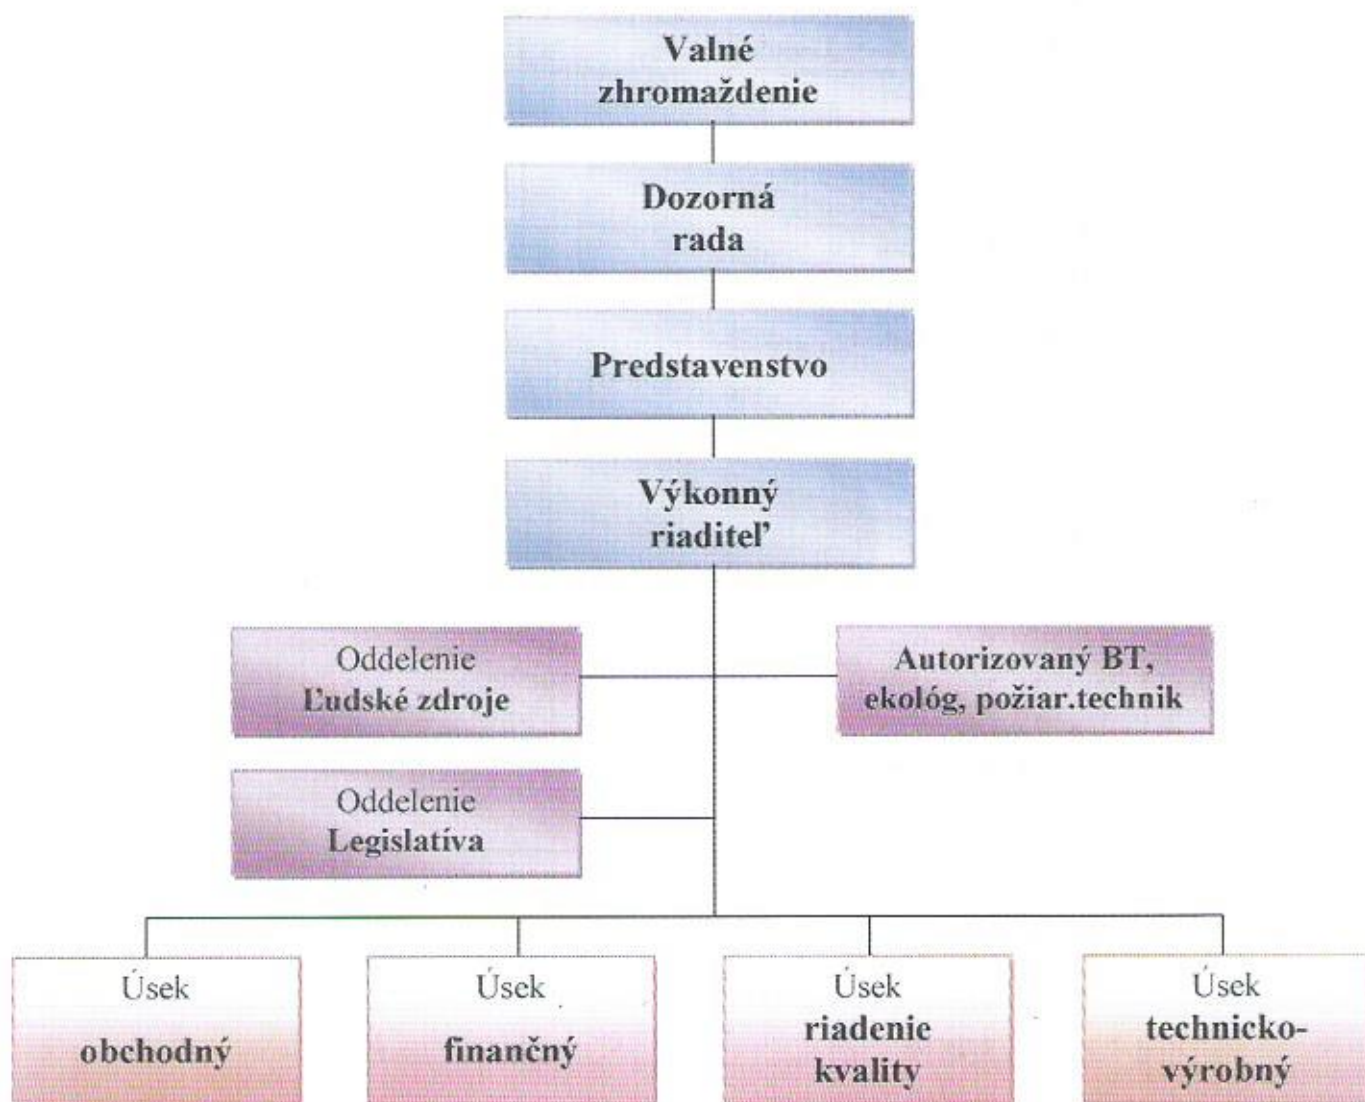 Valné
zhromaždenie
Dozorná
rada
Predstavenstvo
Výkonný
riaditeľ
Oddelenie
Ľudské zdroje
Autorizovaný BT,
ekológ, požiar.technik
Oddelenie
Legislatíva
Úsek
obchodný
Úsek
finančný
Úsek
riadenie
kvality
Úsek
technicko-
výrobný